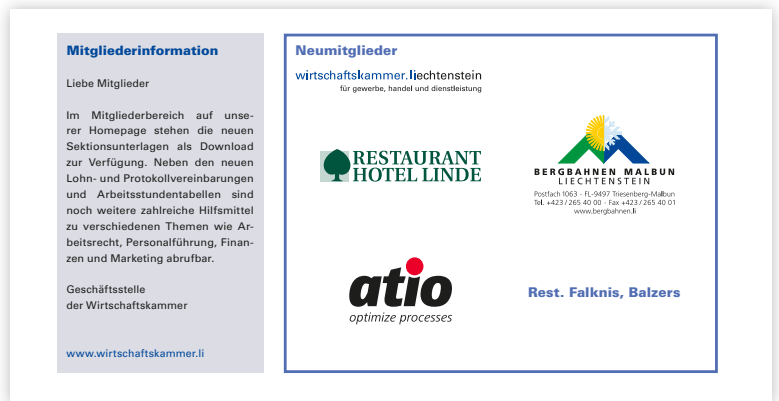 Mitgliederinformation
Liebe Mitglieder
Im Mitgliederbereich auf unse-
rer Homepage stehen die neuen
Sektionsunterlagen als Download
zur Verfügung. Neben den neuen
Lohn- und Protokollvereinbarungen
und Arbeitsstundentabellen sind
noch weitere zahlreiche Hilfsmittel
zu verschiedenen Themen wie Ar-
beitsrecht, Personalführung, Finan-
zen und Marketing abrufbar.
Geschäftsstelle
der Wirtschaftskammer
www.wirtschaftskammer.li
Neumitglieder
wirtschaftskammer.liechtenstein
für gewerbe, handel und dienstleistung
RESTAURANT
HOTEL LINDE
BERGBAHNEN MALBUN
LIECHTENSTEIN
Postfach 1063 - FL-9497 Triesenberg-Malbun
Tel. +423 / 265 40 00 - Fax +423 / 265 40 01
www.bergbahnen.li
atio
optimize processes
Rest. Falknis, Balzers